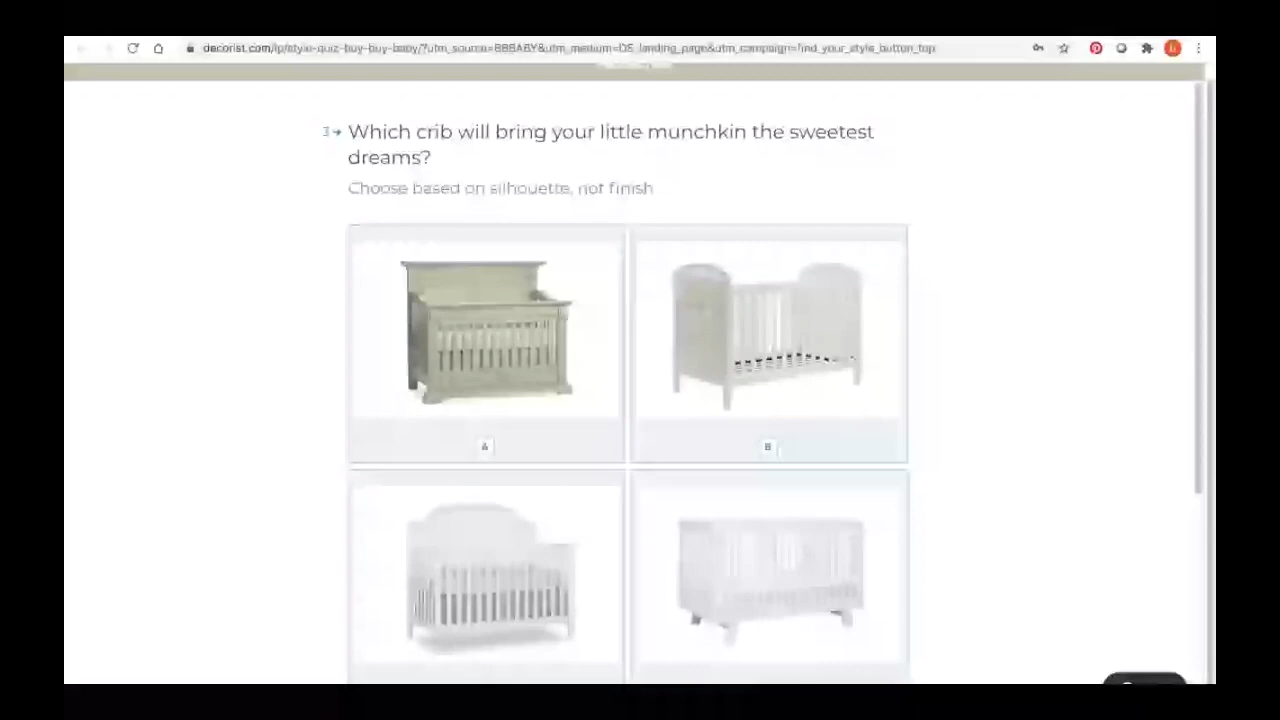 decorist.com/lp/style-quiz-buy-buy-baby/?utm_source=BBBABY&utm_medium=DS_landing_page&utm_campaign=find_your_style_button_top
3→ Which crib will bring your little munchkin the sweetest
dreams?
Choose based on silhouette, not finish
A
B